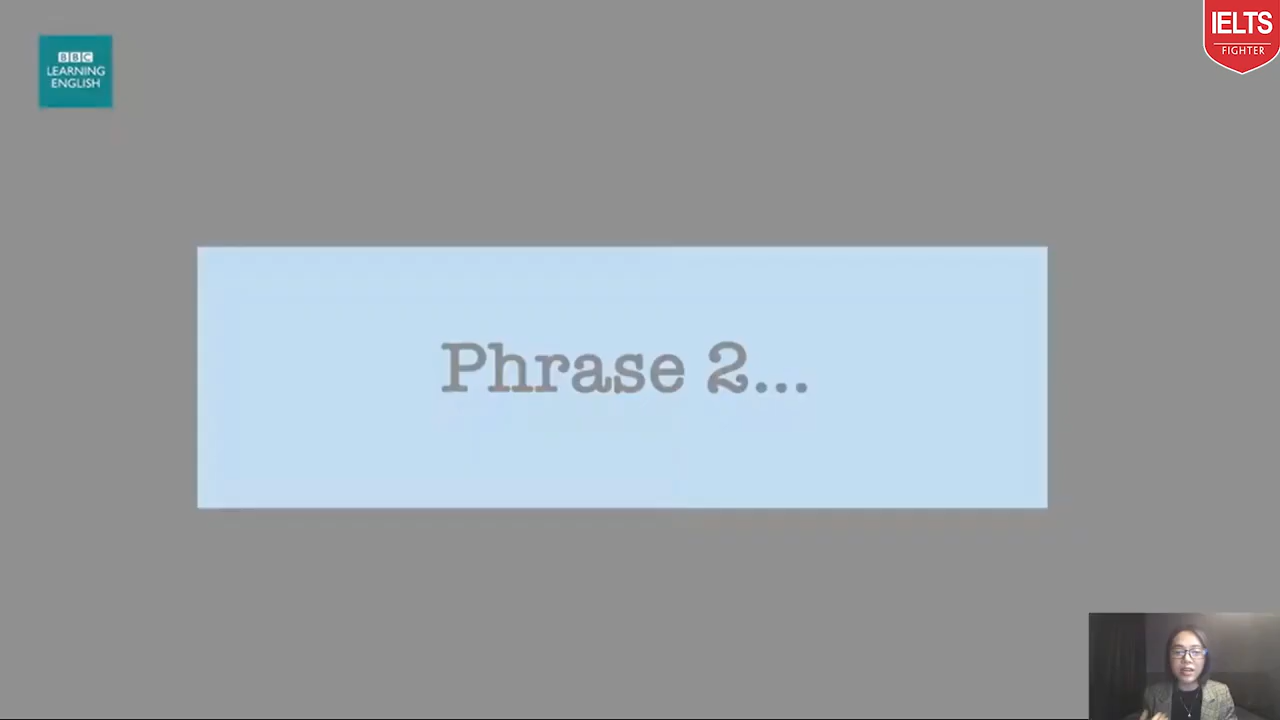 BBC
LEARNING
ENGLISH
IELTS
FIGHTER
Phrase 2...